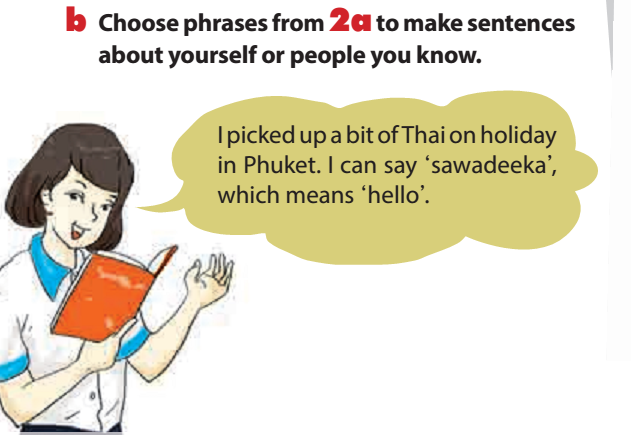 b Choose phrases from 2a to make sentences
about yourself or people you know.
I picked up a bit of Thai on holiday
in Phuket. I can say ‘sawadeeka’,
which means ‘hello’.